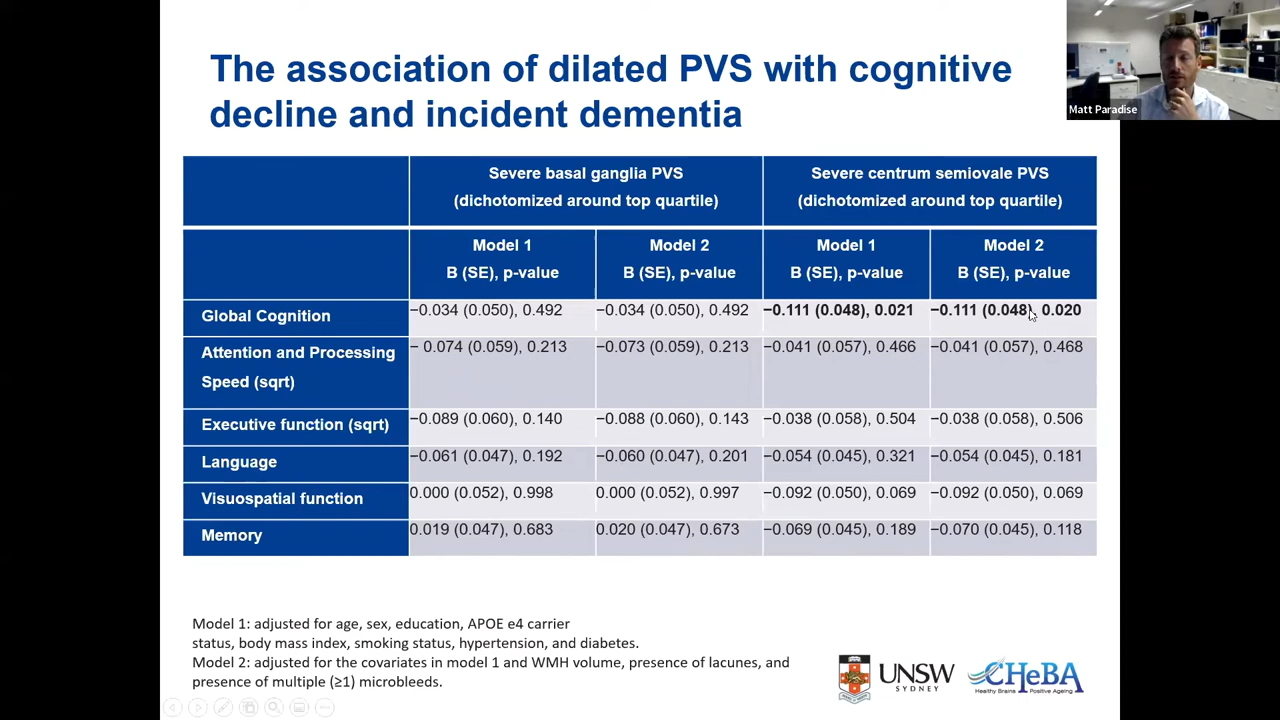 The association of dilated PVS with cognitive
decline and incident dementia
Matt Paradise
Severe basal ganglia PVS
(dichotomized around top quartile)
Severe centrum semiovale PVS
(dichotomized around top quartile)
Model 1
B (SE), p-value
Model 2
B (SE), p-value
Model 1
B (SE), p-value
Model 2
B (SE), p-value
Global Cognition
−0.034 (0.050), 0.492
−0.034 (0.050), 0.492
−0.111 (0.048), 0.021
−0.111 (0.048), 0.020
Attention and Processing
Speed (sqrt)
− 0.074 (0.059), 0.213
−0.073 (0.059), 0.213
−0.041 (0.057), 0.466
−0.041 (0.057), 0.468
Executive function (sqrt)
−0.089 (0.060), 0.140
−0.088 (0.060), 0.143
−0.038 (0.058), 0.504
−0.038 (0.058), 0.506
Language
−0.061 (0.047), 0.192
−0.060 (0.047), 0.201
−0.054 (0.045), 0.321
−0.054 (0.045), 0.181
Visuospatial function
0.000 (0.052), 0.998
0.000 (0.052), 0.997
−0.092 (0.050), 0.069
−0.092 (0.050), 0.069
Memory
0.019 (0.047), 0.683
0.020 (0.047), 0.673
−0.069 (0.045), 0.189
−0.070 (0.045), 0.118
Model 1: adjusted for age, sex, education, APOE e4 carrier
status, body mass index, smoking status, hypertension, and diabetes.
Model 2: adjusted for the covariates in model 1 and WMH volume, presence of lacunes, and
presence of multiple (≥1) microbleeds.
UNSW
SYDNEY
CHeBA
Healthy Brains Positive Ageing